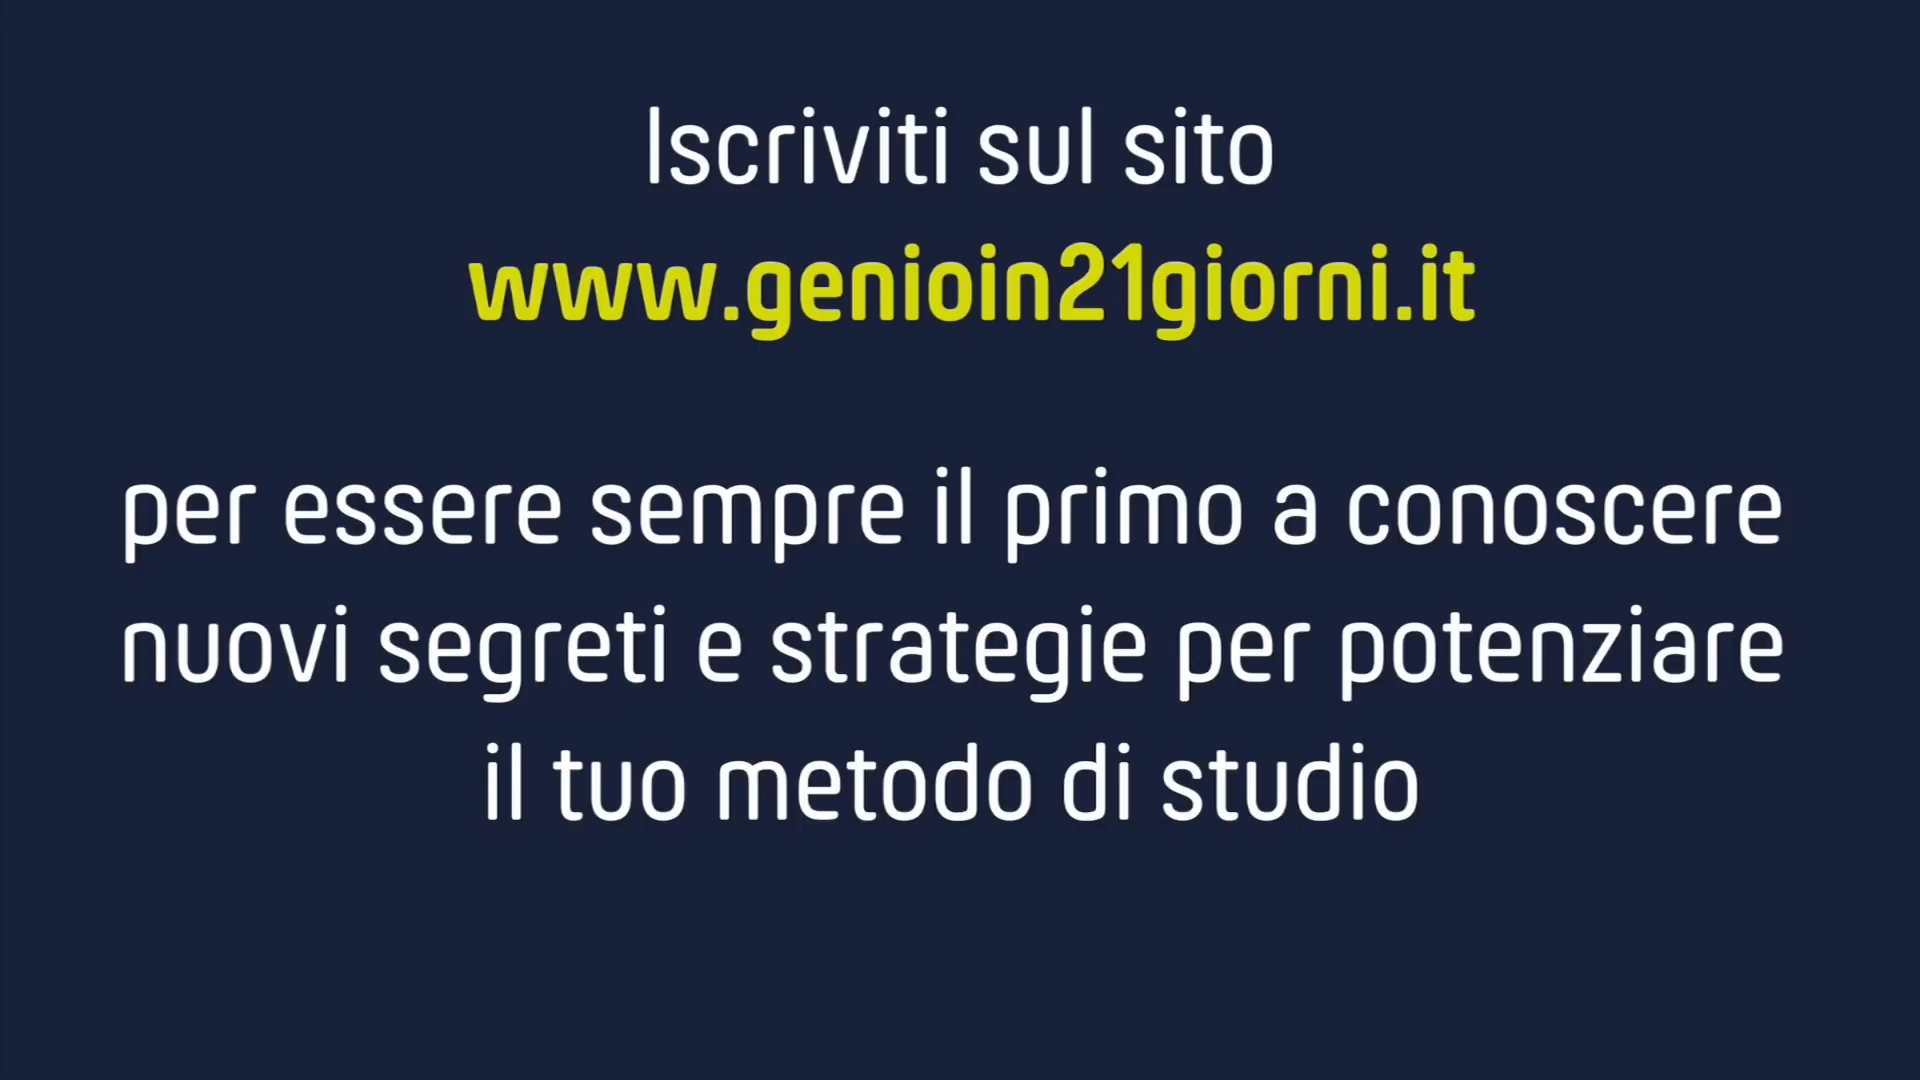 Iscriviti sul sito
www.genioin21giorni.it
per essere sempre il primo a conoscere
nuovi segreti e strategie per potenziare
il tuo metodo di studio